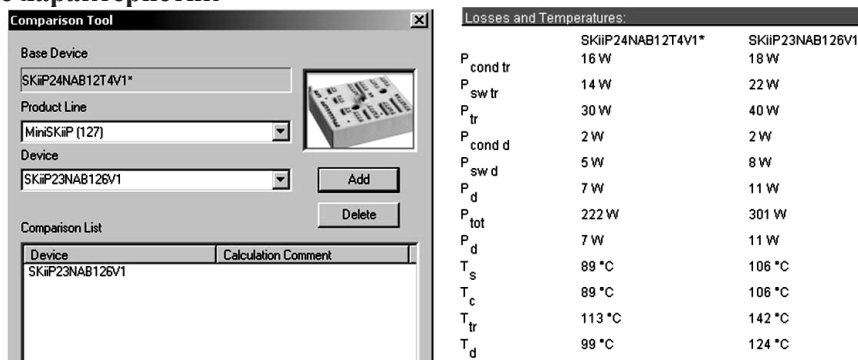 Comparison Tool
Base Device
SKiiP24NAB12T4V1*
Product Line
MiniSKiiP (127)
Device
SKiiP23NAB126V1
Add
Delete
Comparison List
Device Calculation Comment
SKiiP23NAB126V1
Losses and Temperatures:
SKiiP24NAB12T4V1* SKiiP23NAB126V1
P cond tr 16 W 18 W
P sw tr 14 W 22 W
P tr 30 W 40 W
P cond d 2 W 2 W
P sw d 5 W 8 W
P d 7 W 11 W
P tot 222 W 301 W
P d 7 W 11 W
T s 89 °C 106 °C
T c 89 °C 106 °C
T tr 113 °C 142 °C
T d 99 °C 124 °C